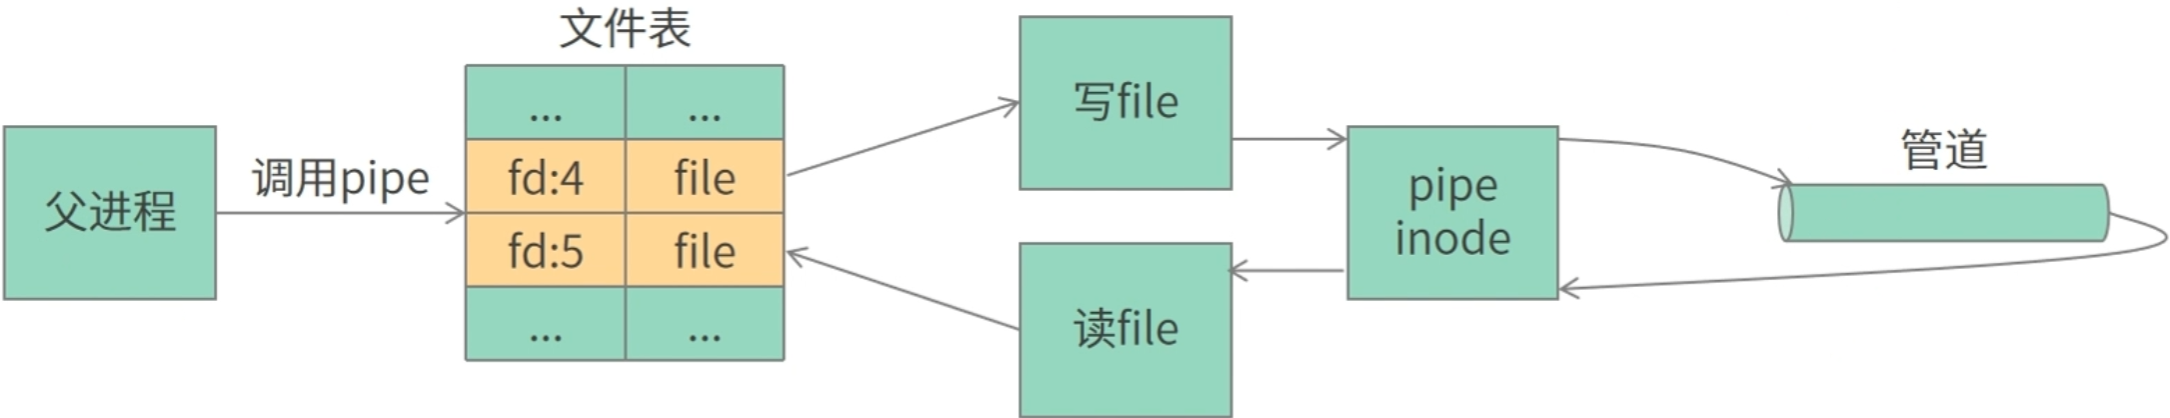 文件表
父进程
调用pipe
... ...
fd:4 file
fd:5 file
... ...
写file
读file
pipe
inode
管道